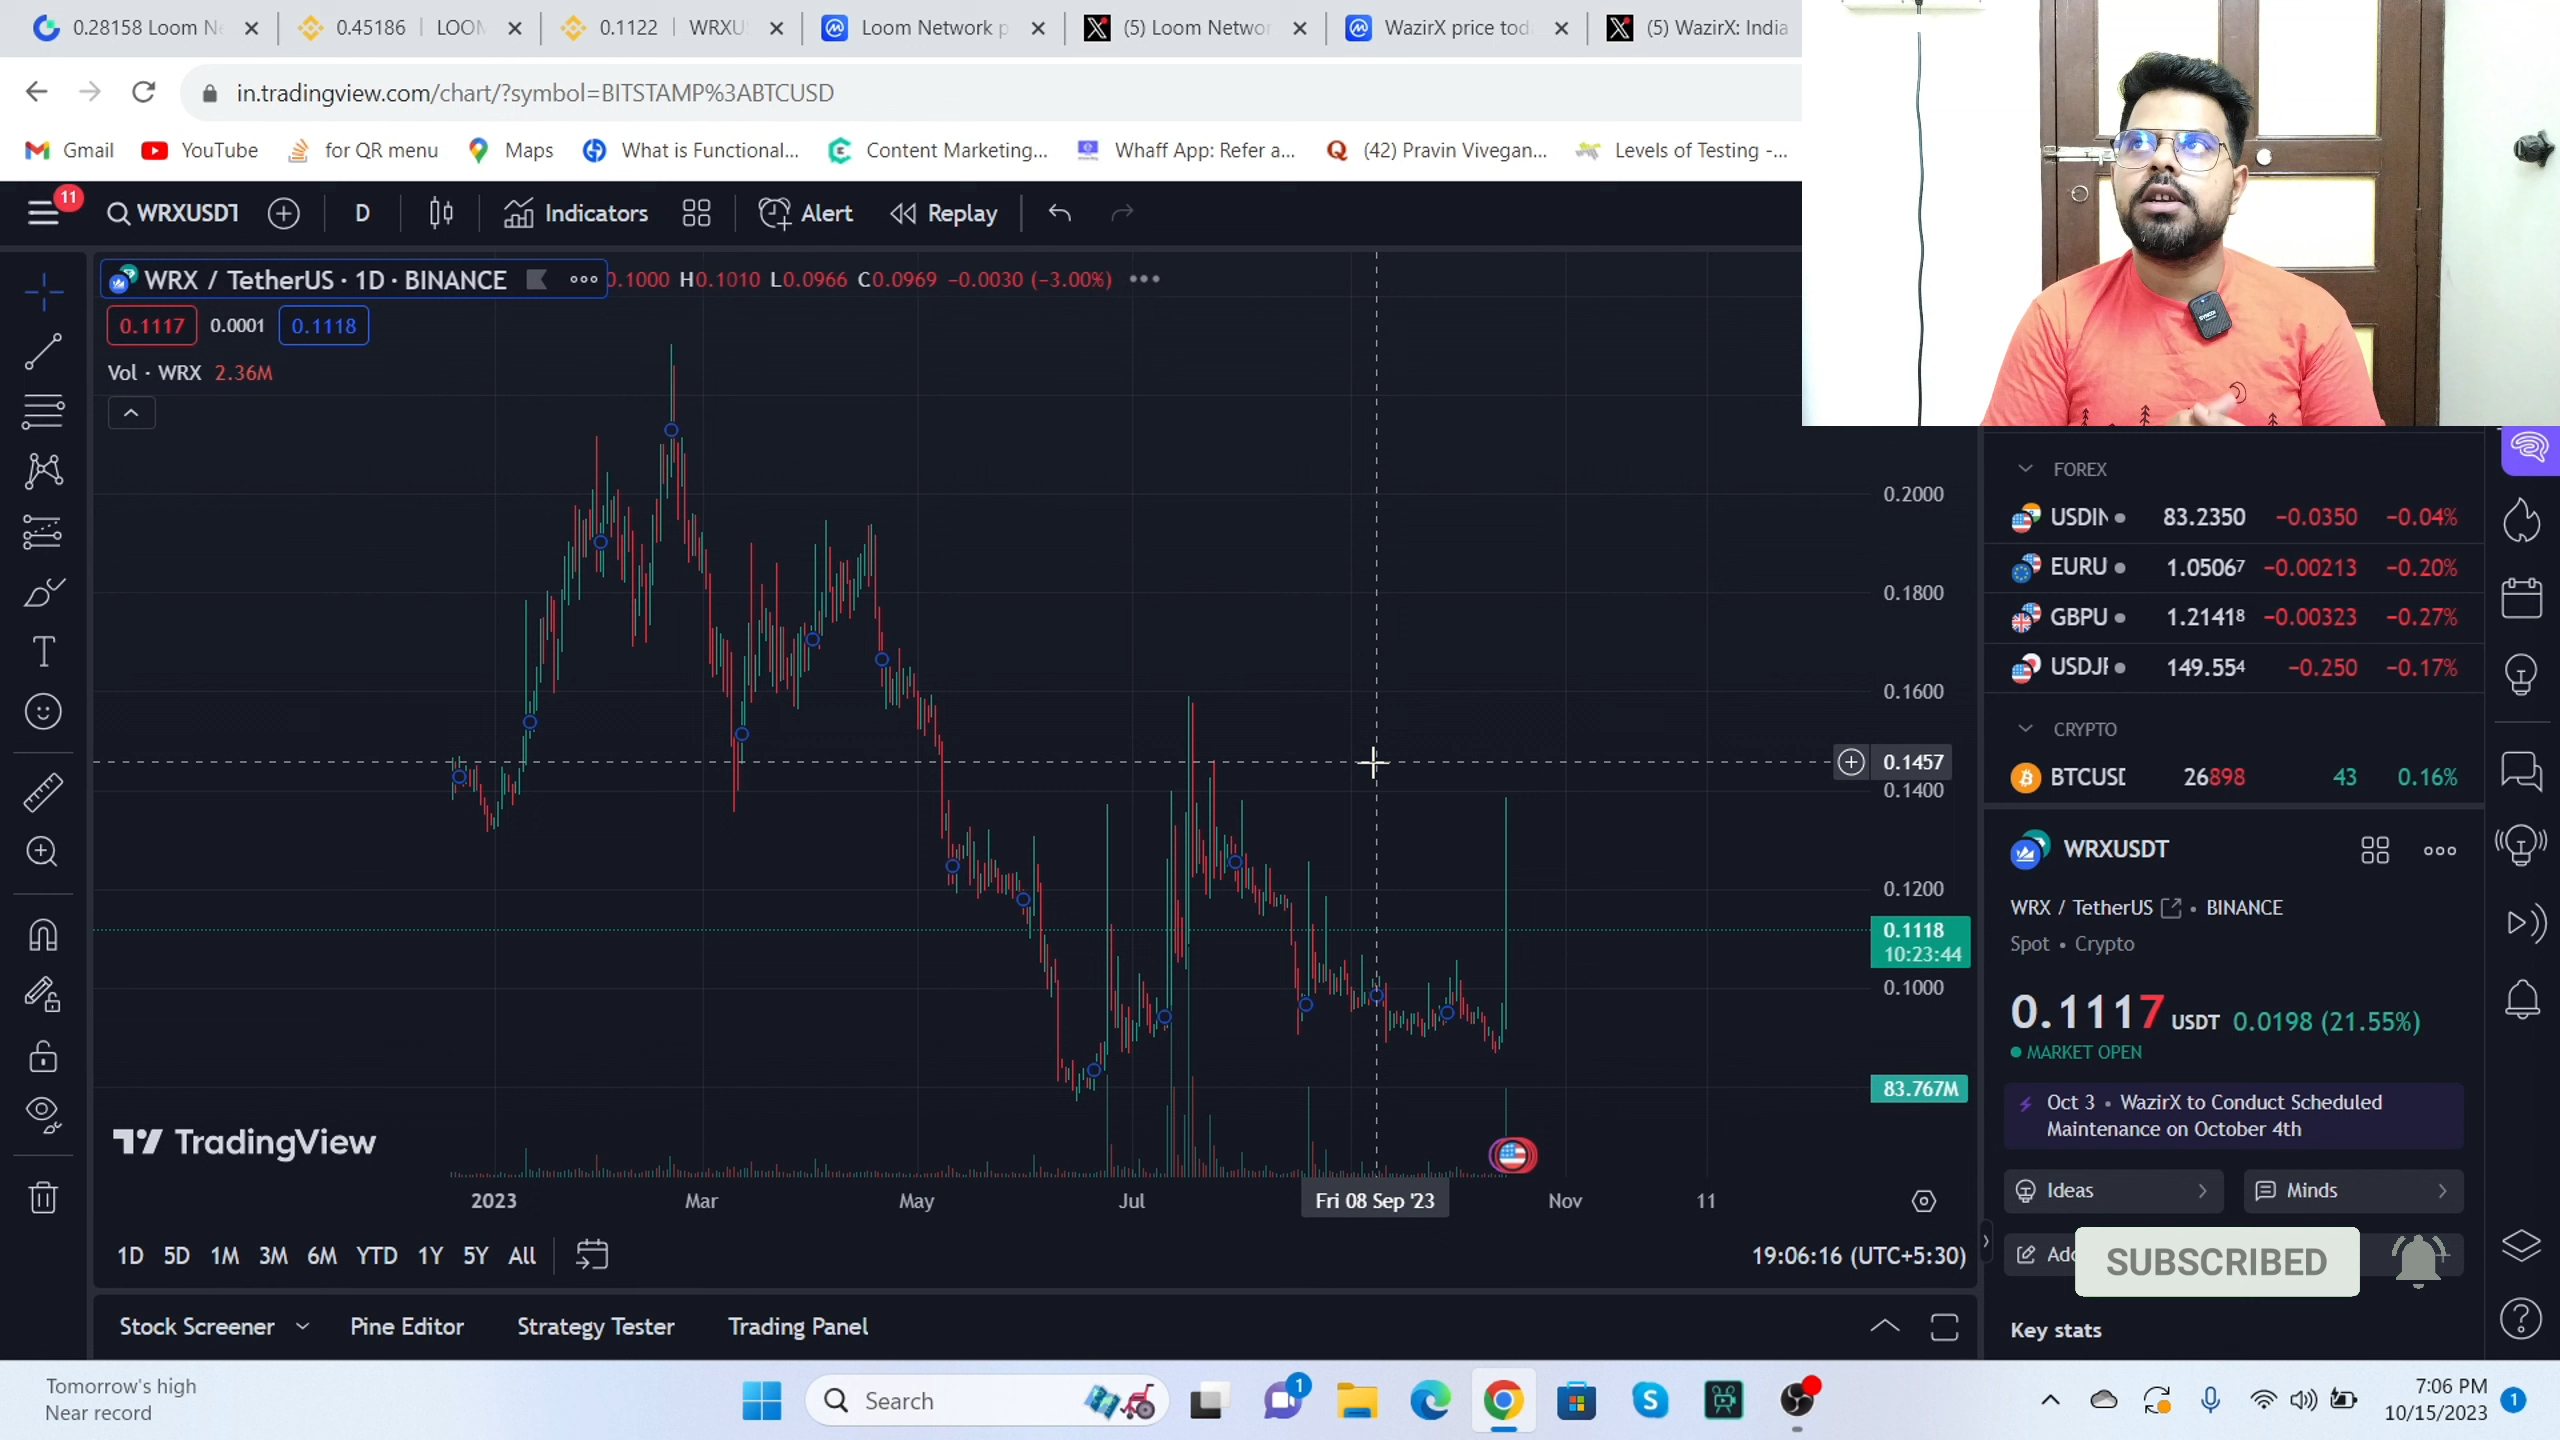 0.28158 Loom Ne
0.45186 | LOOM
0.1122 | WRXU
Loom Network p
(5) Loom Networ
WazirX price tod
(5) WazirX: India
in.tradingview.com/chart/?symbol=BITSTAMP%3ABTCUSD
Gmail
YouTube
for QR menu
Maps
What is Functional...
Content Marketing...
Whaff App: Refer a...
(42) Pravin Vivegan...
Levels of Testing -...
11
WRXUSDT
D
Indicators
Alert
Replay
WRX / TetherUS · 1D · BINANCE
0.1000 H0.1010 L0.0966 C0.0969 −0.0030 (−3.00%)
0.1117 0.0001 0.1118
Vol · WRX 2.36M
0.2000
0.1800
0.1600
0.1457
0.1400
0.1200
0.1118
10:23:44
0.1000
83.767M
TradingView
2023 Mar May Jul Fri 08 Sep '23 Nov 11
1D 5D 1M 3M 6M YTD 1Y 5Y All
19:06:16 (UTC+5:30)
Stock Screener
Pine Editor
Strategy Tester
Trading Panel
FOREX
USDIN 83.2350 −0.0350 −0.04%
EURU 1.05067 −0.00213 −0.20%
GBPU 1.21418 −0.00323 −0.27%
USDJP 149.554 −0.250 −0.17%
CRYPTO
BTCUSD 26898 43 0.16%
WRXUSDT
WRX / TetherUS • BINANCE
Spot • Crypto
0.1117 USDT 0.0198 (21.55%)
MARKET OPEN
Oct 3 • WazirX to Conduct Scheduled
Maintenance on October 4th
Ideas
Minds
SUBSCRIBED
Key stats
Tomorrow's high
Near record
Search
1
S
7:06 PM
10/15/2023
1